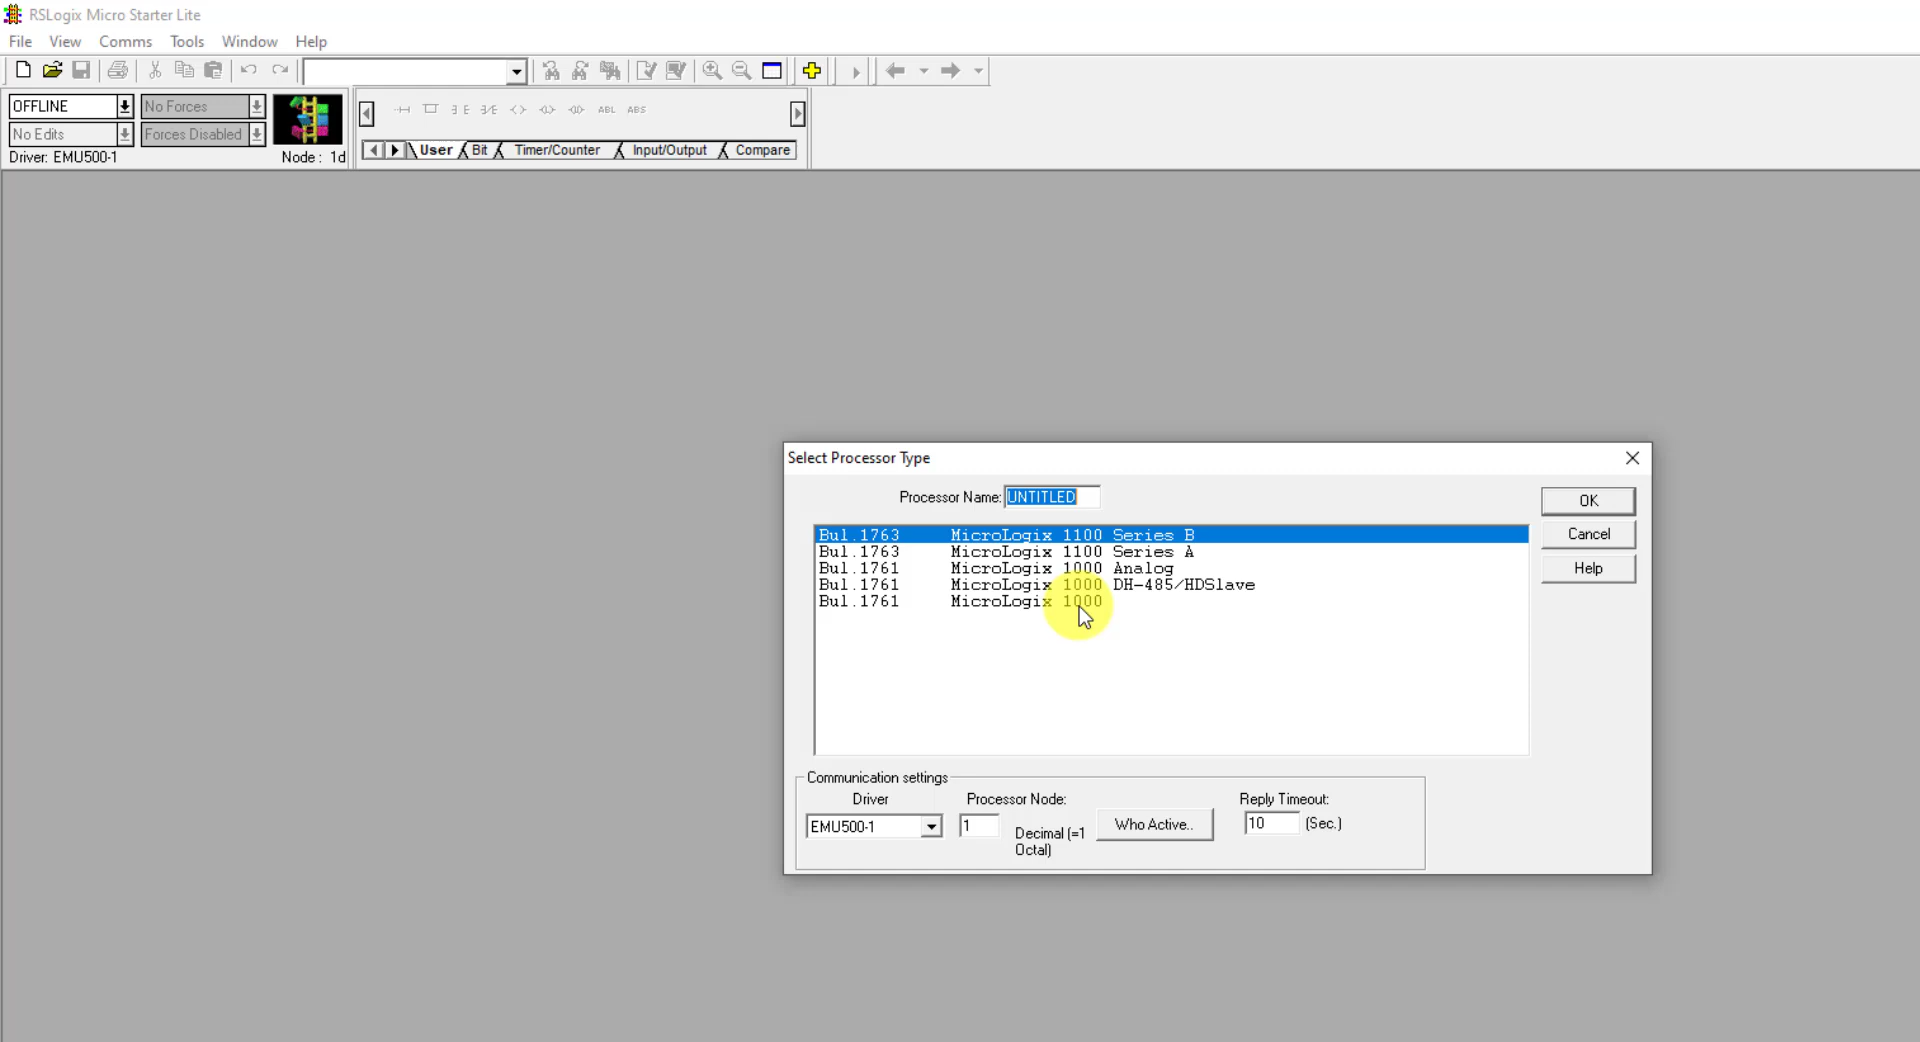 RSLogix Micro Starter Lite
File View Comms Tools Window Help
OFFLINE No Forces
No Edits Forces Disabled
Driver: EMU500-1 Node: 1d
ABL ABS
User Bit Timer/Counter Input/Output Compare
Select Processor Type
Processor Name: UNTITLED
OK
Bul.1763 MicroLogix 1100 Series B
Cancel
Bul.1763 MicroLogix 1100 Series A
Bul.1761 MicroLogix 1000 Analog
Help
Bul.1761 MicroLogix 1000 DH-485/HDSlave
Bul.1761 MicroLogix 1000
Communication settings
Driver Processor Node: Reply Timeout:
EMU500-1 1 Decimal (=1 Who Active.. 10 (Sec.)
Octal)